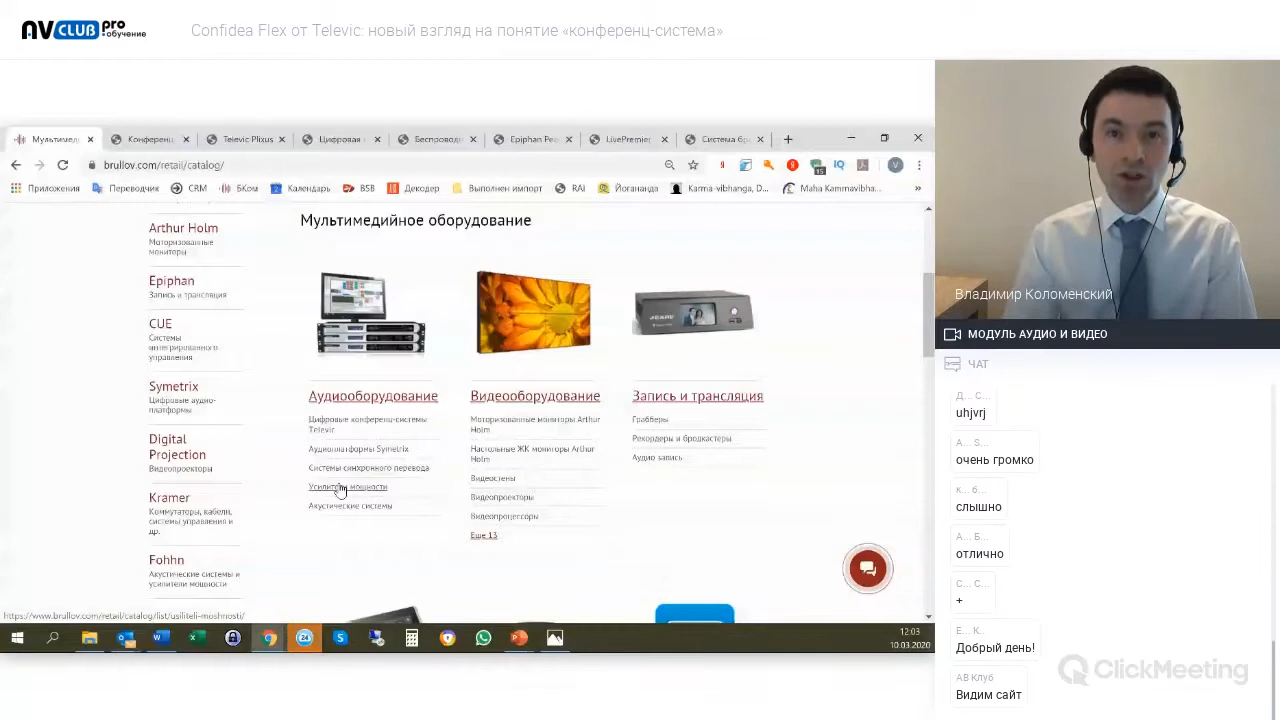 AVCLUB pro
•обучение
Confidea Flex от Televic: новый взгляд на понятие «конференц-система»
Мультимед
Конференц
Televic Plixus
Цифровая
Беспроводн
Epiphan Pe
LivePremier
Система бр
brullov.com/retail/catalog/
15
IQ
V
Приложения
Переводчик
CRM
БКом
Календарь
BSB
Декодер
Выполнен импорт
RAi
Йогананда
Karma-vibhanga, D...
Maha Kammavibha...
»
Arthur Holm
Моторизованные
мониторы
Epiphan
Запись и трансляция
CUE
Системы
интегрированного
управления
Symetrix
Цифровые аудио-
платформы
Digital
Projection
Видеопроекторы
Kramer
Коммутаторы, кабели,
системы управления и
др.
Fohhn
Акустические системы и
усилители мощности
Мультимедийное оборудование
Аудиооборудование
Цифровые конференц-системы
Televic
Аудиоплатформы Symetrix
Системы синхронного перевода
Усилители мощности
Акустические системы
Видеооборудование
Моторизованные мониторы Arthur
Holm
Настольные ЖК мониторы Arthur
Holm
Видеостены
Видеопроекторы
Видеопроцессоры
Еще 13
Запись и трансляция
Грабберы
Рекордеры и бродкастеры
Аудио запись
https://www.brullov.com/retail/catalog/list/usiliteli-moshnosti/
24
12:03
10.03.2020
Владимир Коломенский
МОДУЛЬ АУДИО И ВИДЕО
ЧАТ
Д... С...
uhjvrj
A... S...
очень громко
к... б...
слышно
А... Б...
отлично
С... С...
+
Е... К..
Добрый день!
АВ Клуб
Видим сайт
ClickMeeting